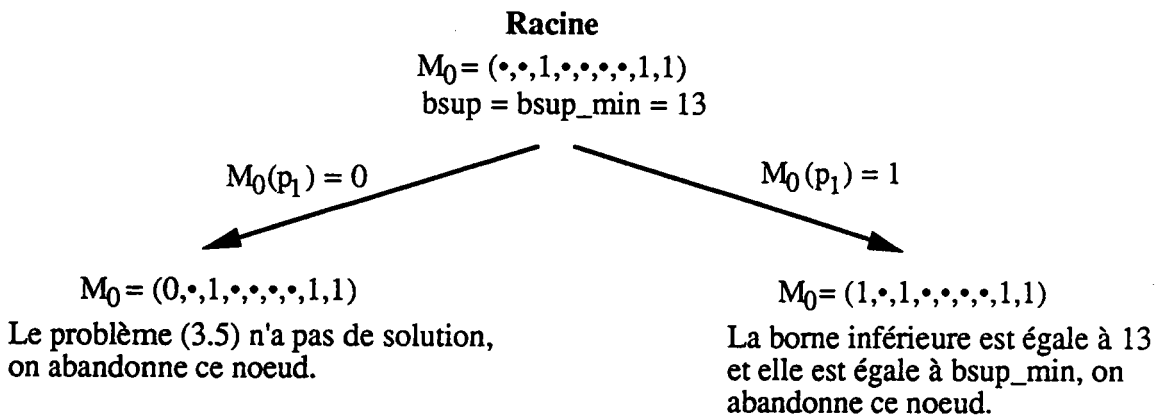 Racine
M₀ = (•,•,1,•,•,•,•,1,1)
bsup = bsup_min = 13
M₀(p₁) = 0
M₀(p₁) = 1
M₀ = (0,•,1,•,•,•,•,1,1)
Le problème (3.5) n'a pas de solution,
on abandonne ce noeud.
M₀= (1,•,1,•,•,•,•,1,1)
La borne inférieure est égale à 13
et elle est égale à bsup_min, on
abandonne ce noeud.